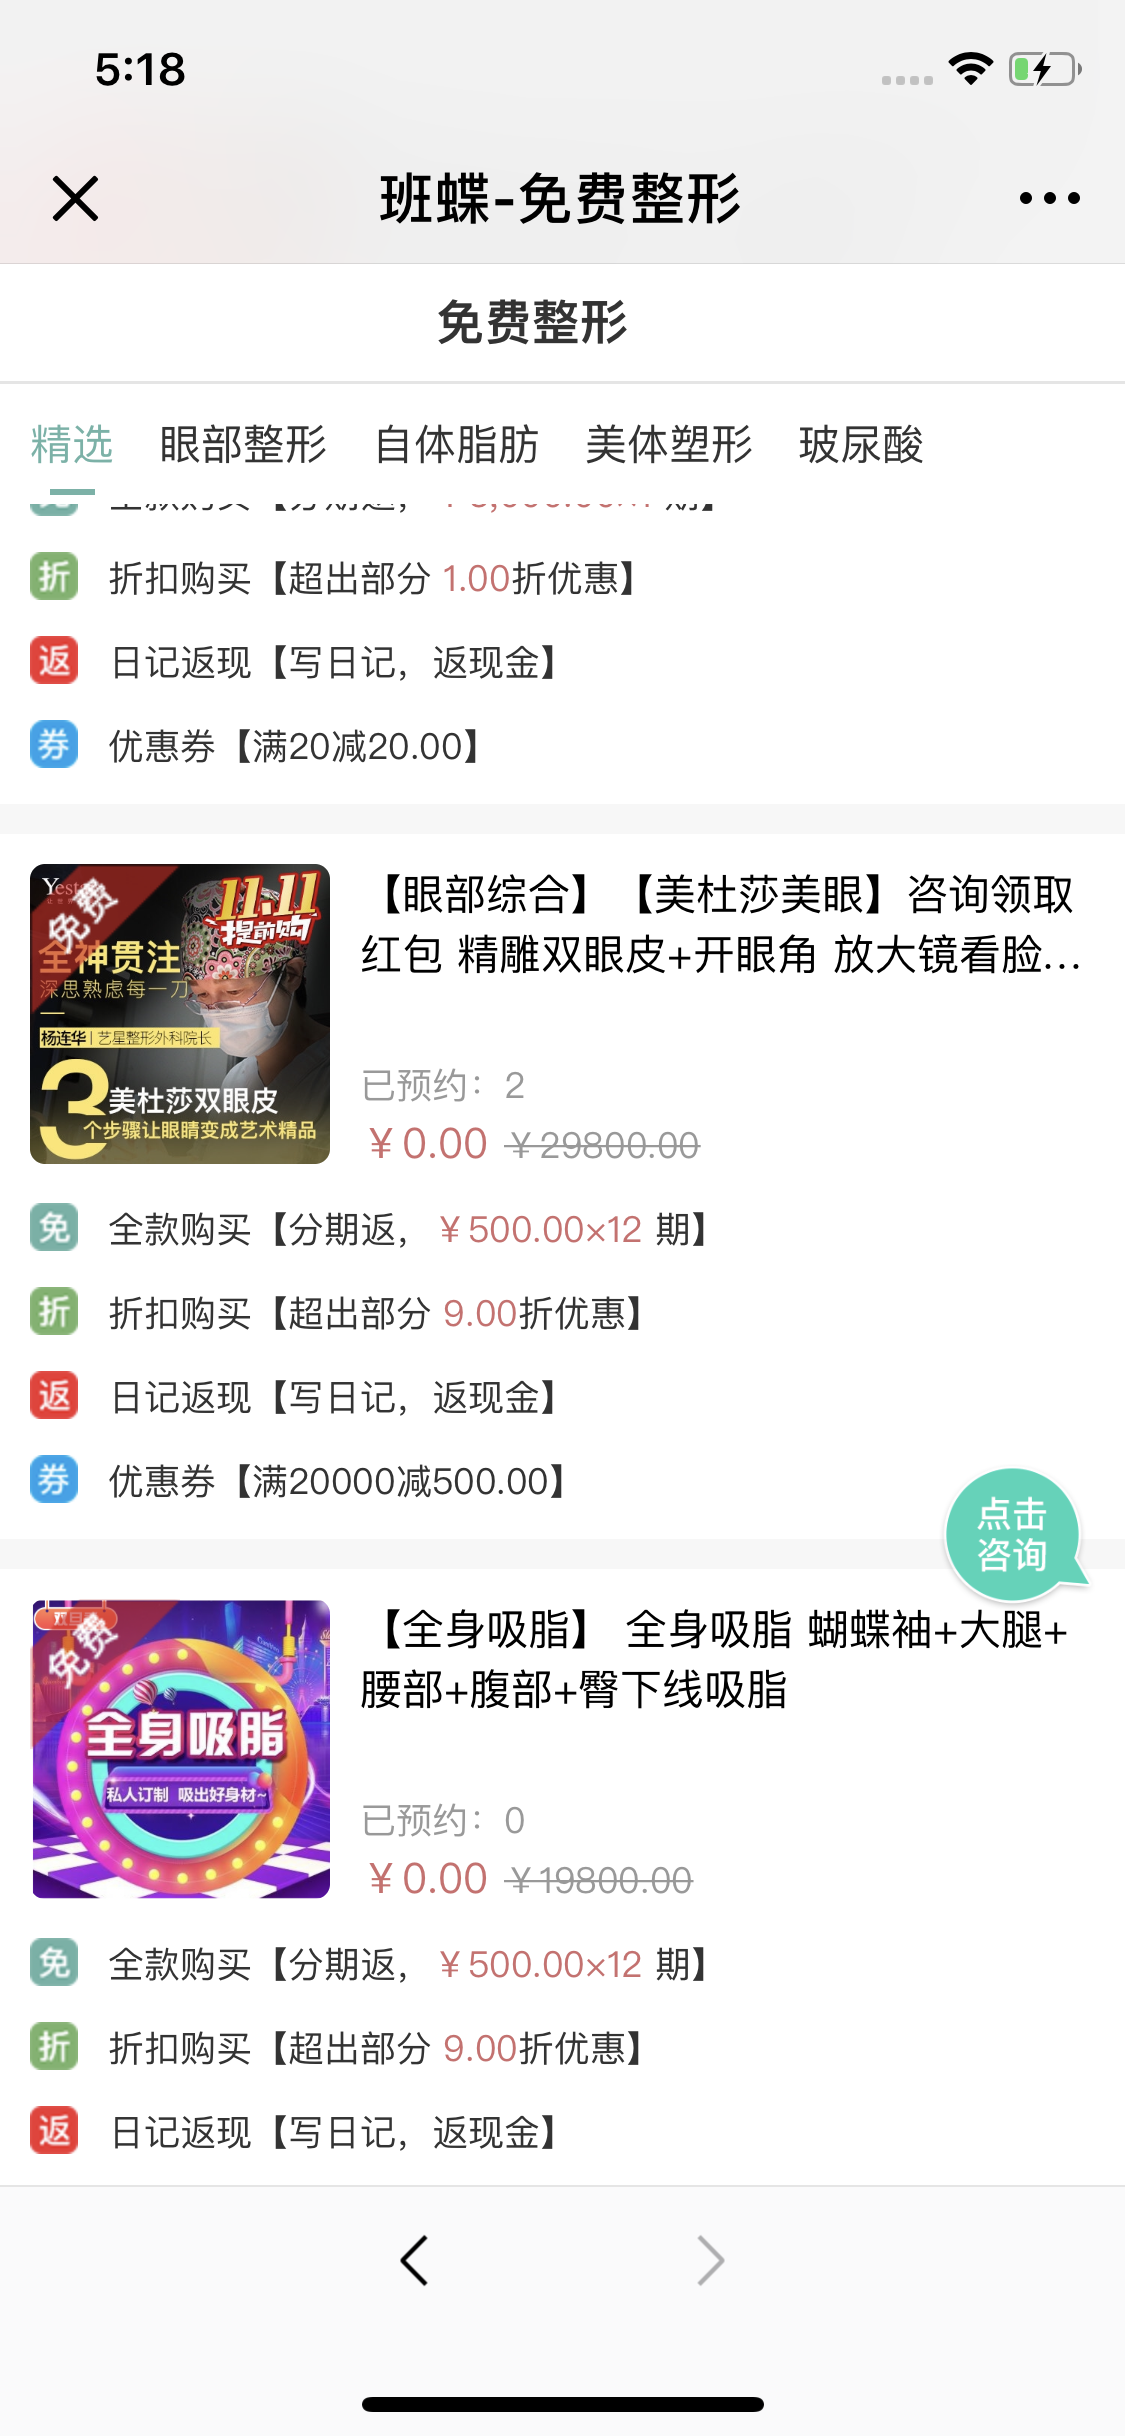 5:18
班蝶-免费整形
免费整形
精选 眼部整形 自体脂肪 美体塑形 玻尿酸
折 折扣购买【超出部分 1.00折优惠】
返 日记返现【写日记，返现金】
券 优惠券【满20减20.00】
免费
11.11
提前购
全神贯注
深思熟虑每一刀
杨连华 | 艺星整形外科院长
3 美杜莎双眼皮
个步骤让眼睛变成艺术精品
【眼部综合】【美杜莎美眼】咨询领取
红包 精雕双眼皮+开眼角 放大镜看脸...
已预约：2
￥0.00 ￥29800.00
免 全款购买【分期返，￥500.00×12 期】
折 折扣购买【超出部分 9.00折优惠】
返 日记返现【写日记，返现金】
券 优惠券【满20000减500.00】
点击
咨询
免费
全身吸脂
私人订制 吸出好身材~
【全身吸脂】 全身吸脂 蝴蝶袖+大腿+
腰部+腹部+臀下线吸脂
已预约：0
￥0.00 ￥19800.00
免 全款购买【分期返，￥500.00×12 期】
折 折扣购买【超出部分 9.00折优惠】
返 日记返现【写日记，返现金】